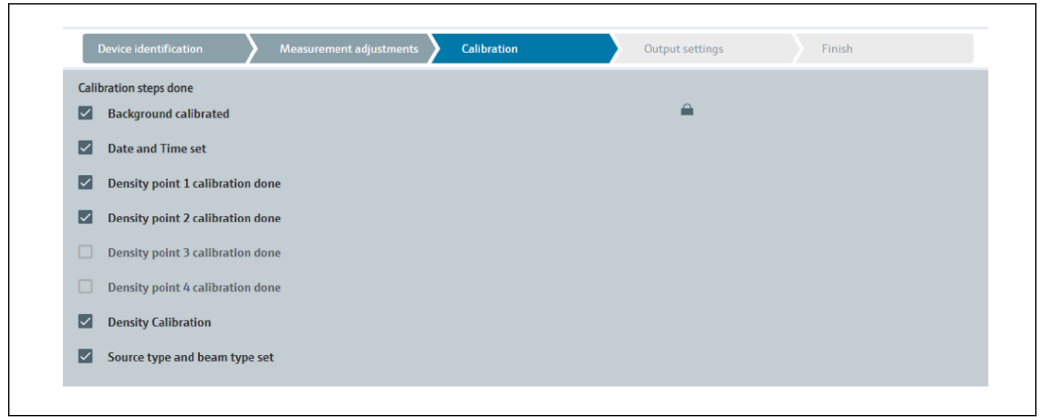 Device identification
Measurement adjustments
Calibration
Output settings
Finish
Calibration steps done
Background calibrated
Date and Time set
Density point 1 calibration done
Density point 2 calibration done
Density point 3 calibration done
Density point 4 calibration done
Density Calibration
Source type and beam type set